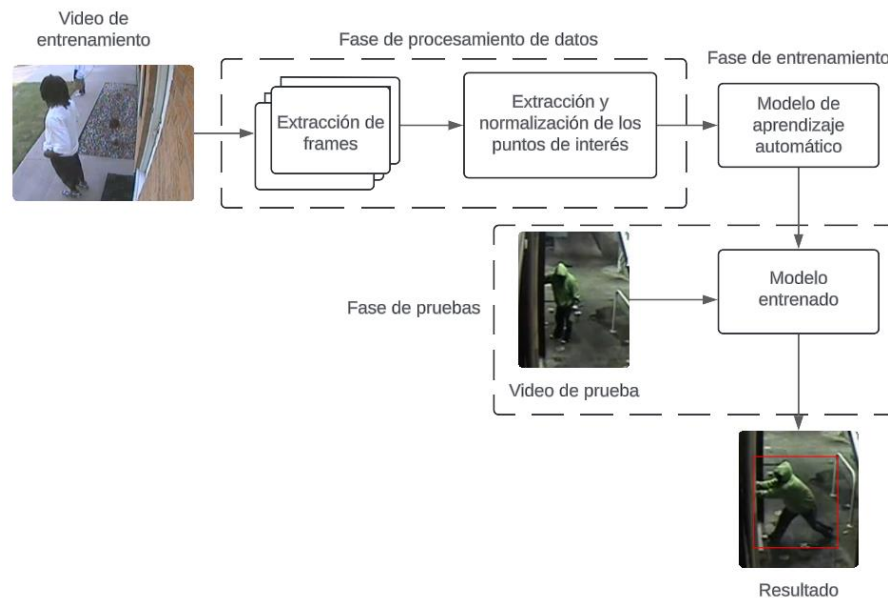 Video de
entrenamiento
Fase de procesamiento de datos
Fase de entrenamiento
Extracción de
frames
Extracción y
normalización de los
puntos de interés
Modelo de
aprendizaje
automático
Fase de pruebas
Video de prueba
Modelo
entrenado
Resultado